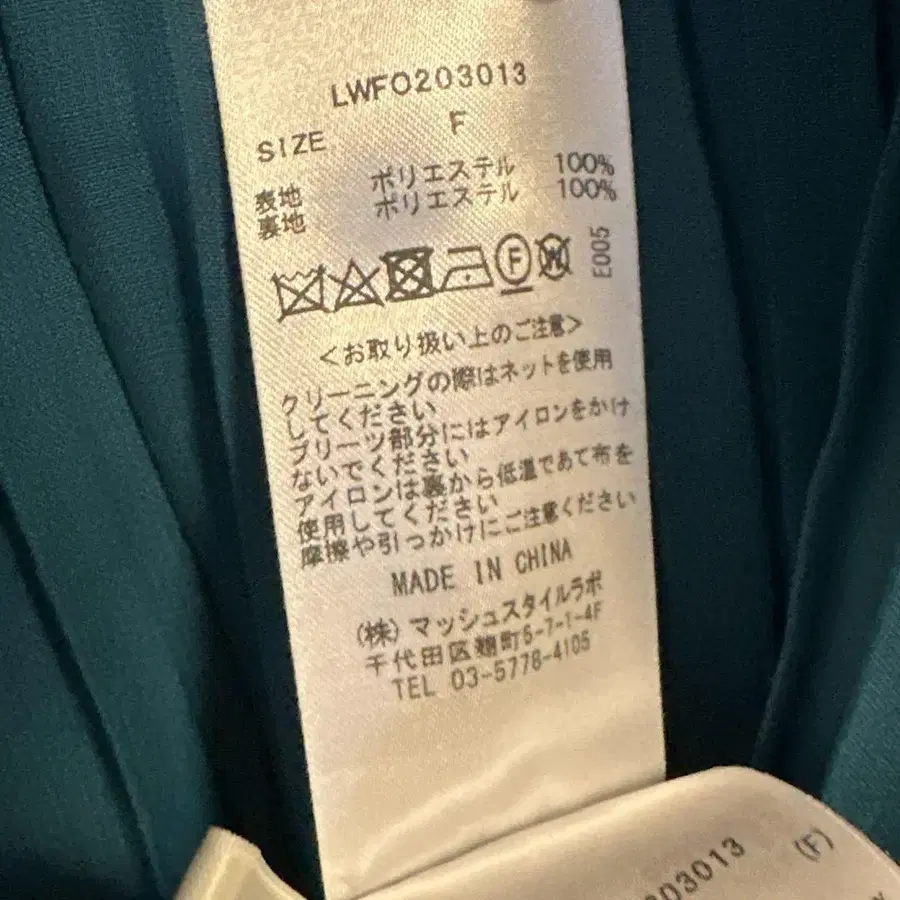 LWFO203013
SIZE F
表地 ポリエステル 100%
裏地 ポリエステル 100%
F W
E005
<お取り扱い上のご注意>
クリーニングの際はネットを使用
してください
プリーツ部分にはアイロンをかけ
ないでください
アイロンは裏から低温であて布を
使用してください
摩擦や引っかけにご注意ください
MADE IN CHINA
(株)マッシュスタイルラボ
千代田区麹町5-7-1-4F
TEL 03-5778-4105
03013 (F)